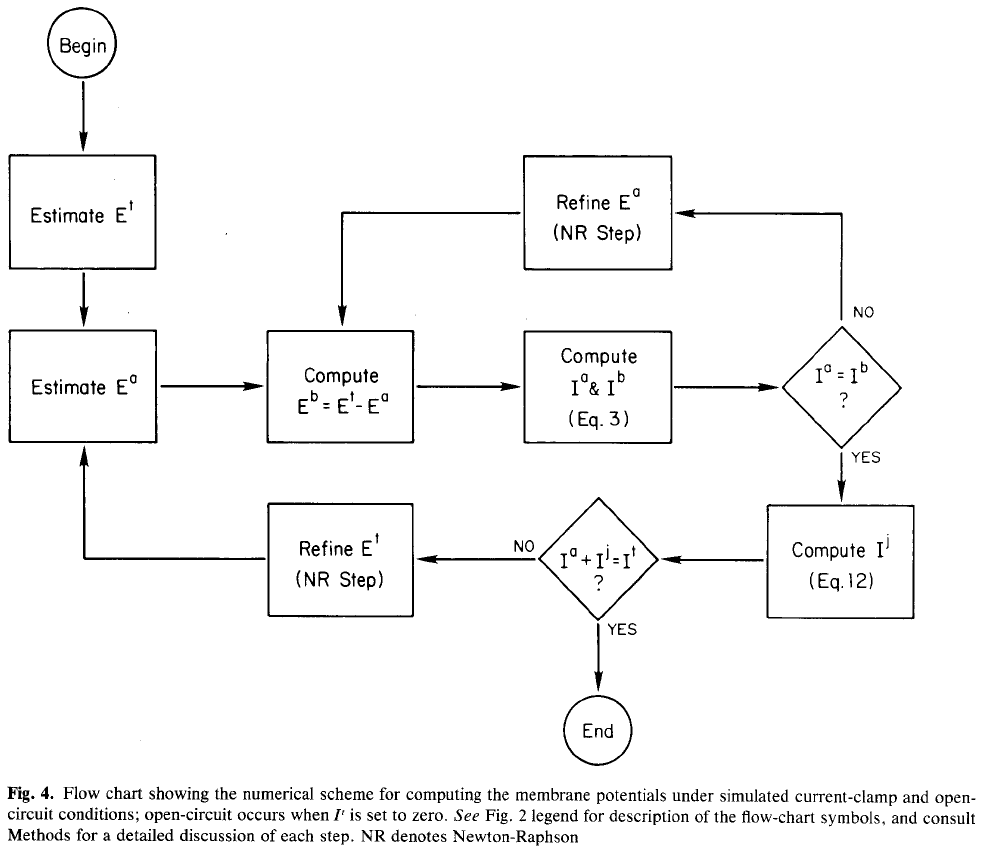 Begin
Estimate E^t
Refine E^a
(NR Step)
NO
Estimate E^a
Compute
E^b = E^t - E^a
Compute
I^a & I^b
(Eq. 3)
I^a = I^b
?
YES
Refine E^t
(NR Step)
NO
I^a + I^j = I^t
?
YES
Compute I^j
(Eq. 12)
End
Fig. 4. Flow chart showing the numerical scheme for computing the membrane potentials under simulated current-clamp and open-
circuit conditions; open-circuit occurs when I^t is set to zero. See Fig. 2 legend for description of the flow-chart symbols, and consult
Methods for a detailed discussion of each step. NR denotes Newton-Raphson